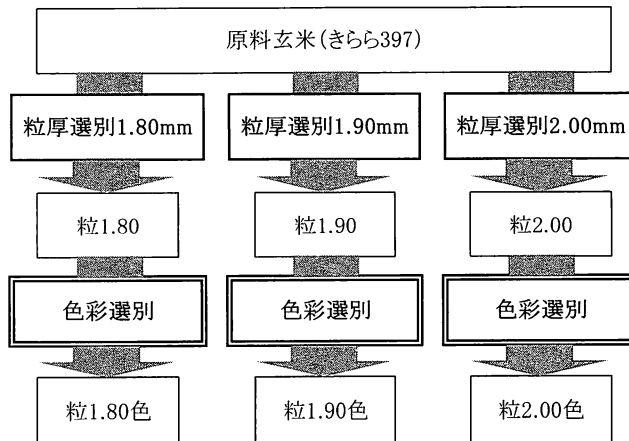 原料玄米(きらら397)
粒厚選別1.80mm
粒厚選別1.90mm
粒厚選別2.00mm
粒1.80
粒1.90
粒2.00
色彩選別
色彩選別
色彩選別
粒1.80色
粒1.90色
粒2.00色